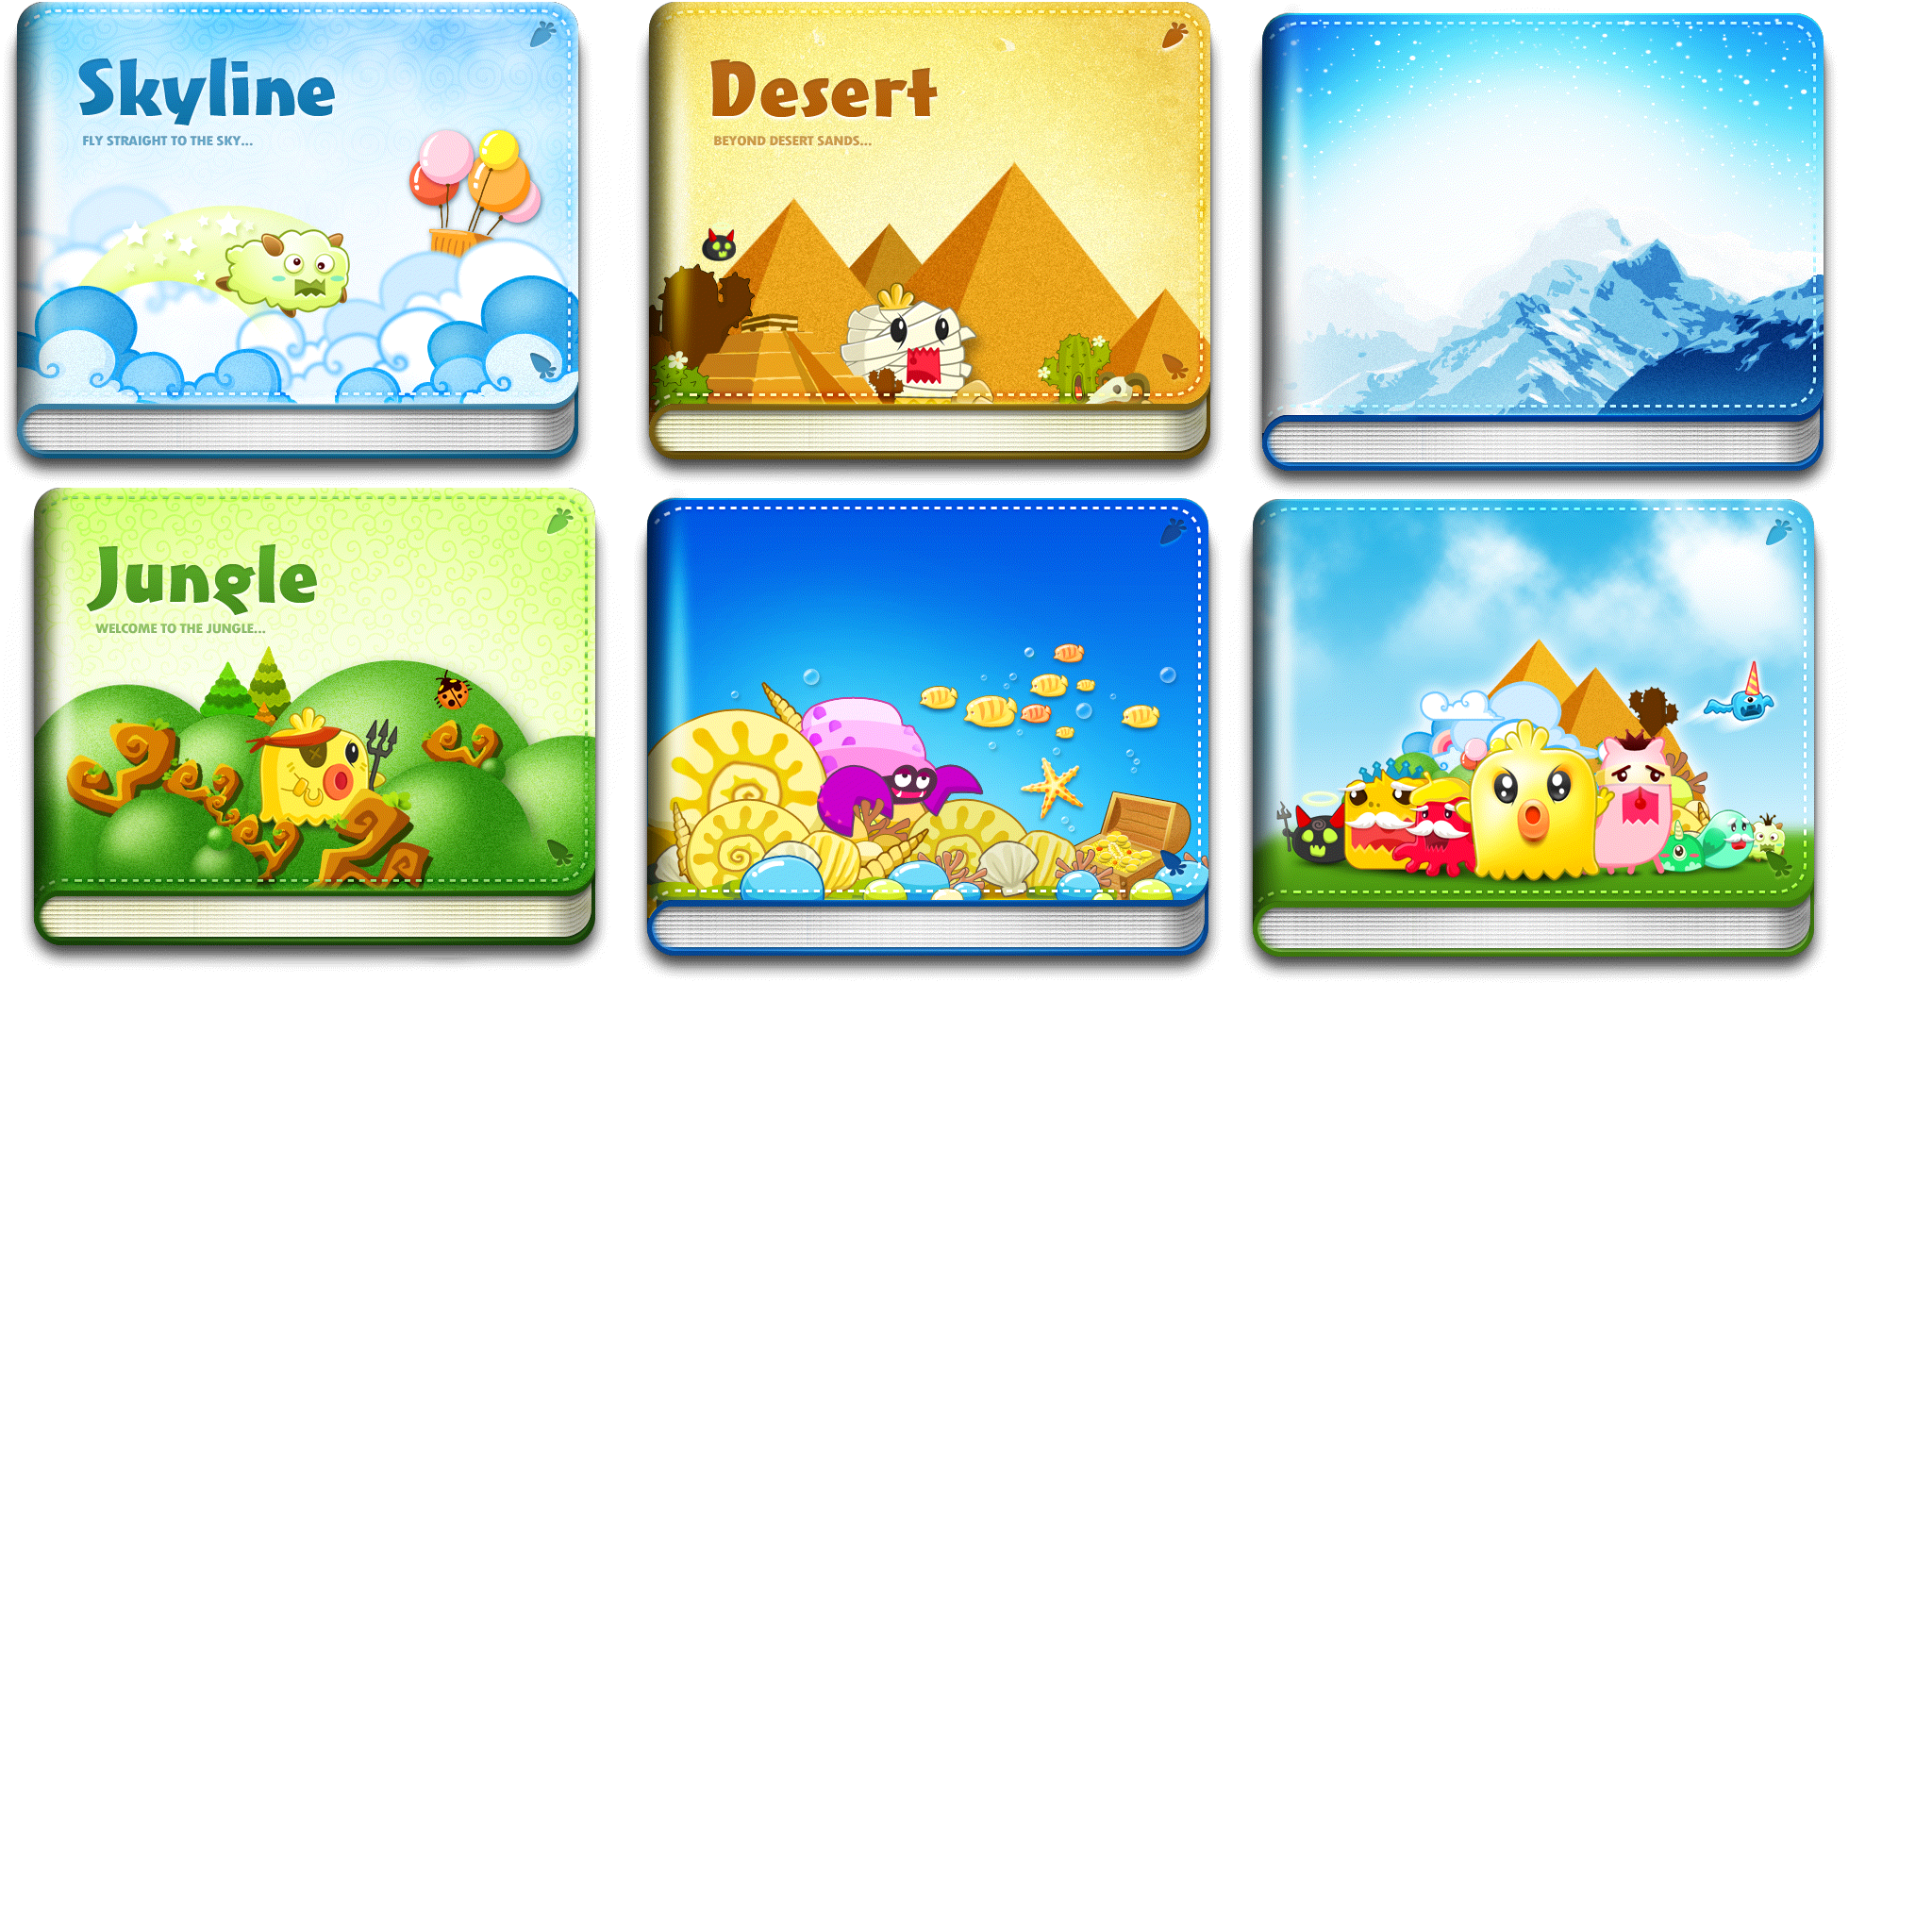 Skyline
FLY STRAIGHT TO THE SKY...
Desert
BEYOND DESERT SANDS...
Jungle
WELCOME TO THE JUNGLE...